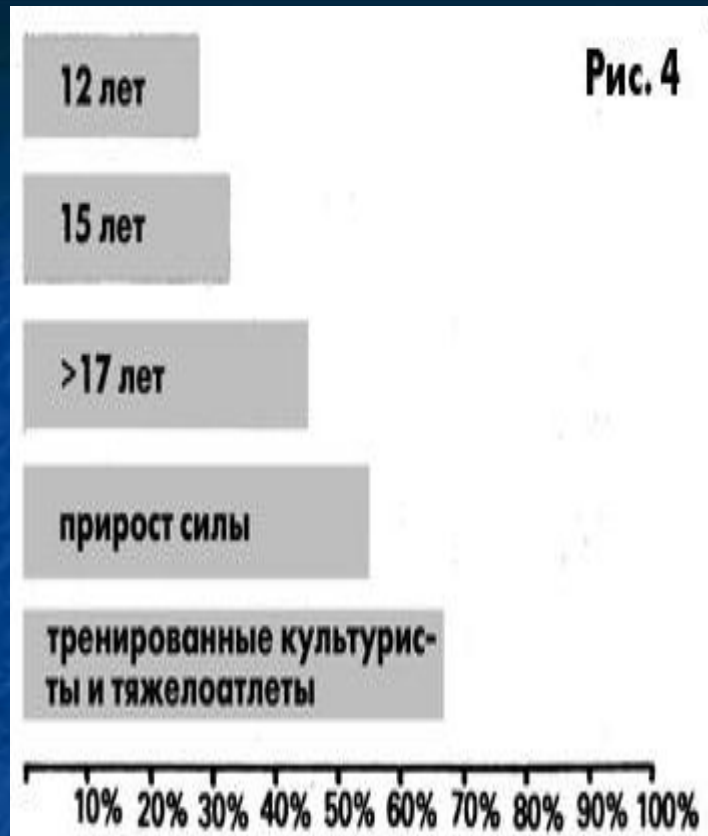 Рис. 4
12 лет
15 лет
>17 лет
прирост силы
тренированные культурис-
ты и тяжелоатлеты
10% 20% 30% 40% 50% 60% 70% 80% 90% 100%